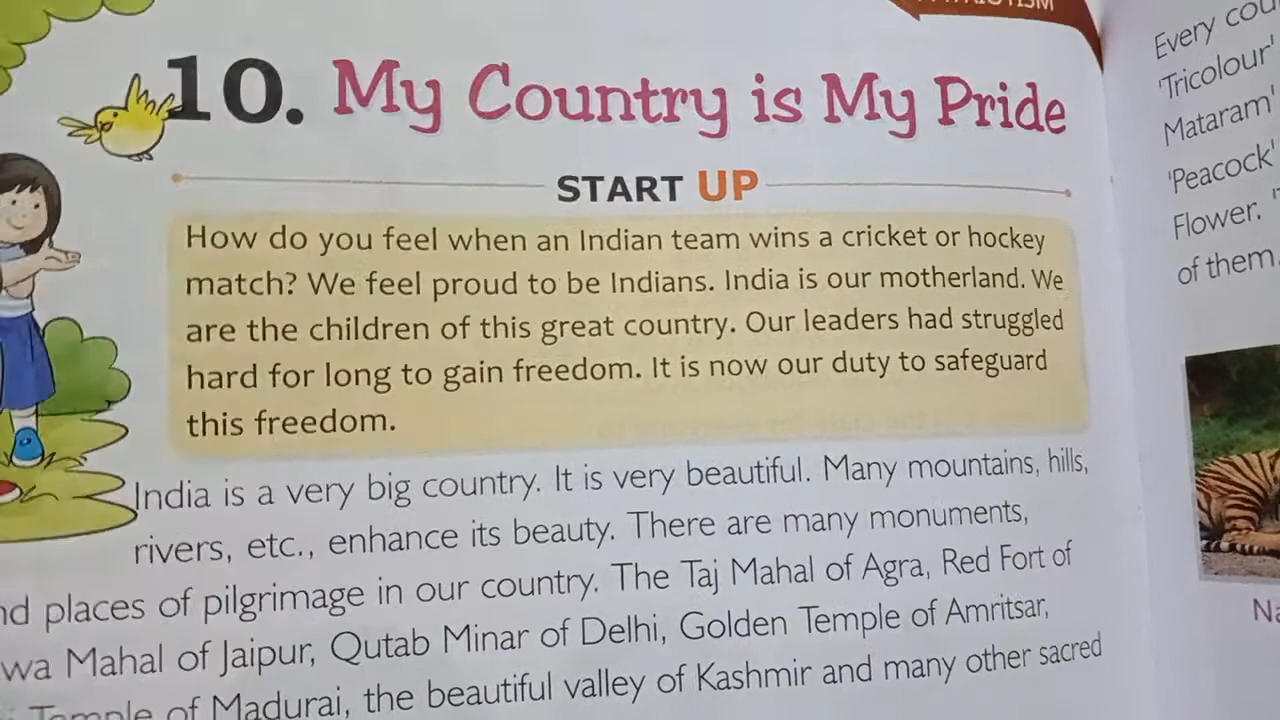 10. My Country is My Pride
START UP
How do you feel when an Indian team wins a cricket or hockey
match? We feel proud to be Indians. India is our motherland. We
are the children of this great country. Our leaders had struggled
hard for long to gain freedom. It is now our duty to safeguard
this freedom.
India is a very big country. It is very beautiful. Many mountains, hills,
rivers, etc., enhance its beauty. There are many monuments,
places of pilgrimage in our country. The Taj Mahal of Agra, Red Fort of
Mahal of Jaipur, Qutab Minar of Delhi, Golden Temple of Amritsar,
Temple of Madurai, the beautiful valley of Kashmir and many other sacred
Every
'Tricolour'
Mataram'
'Peacock'
Flower.
of them